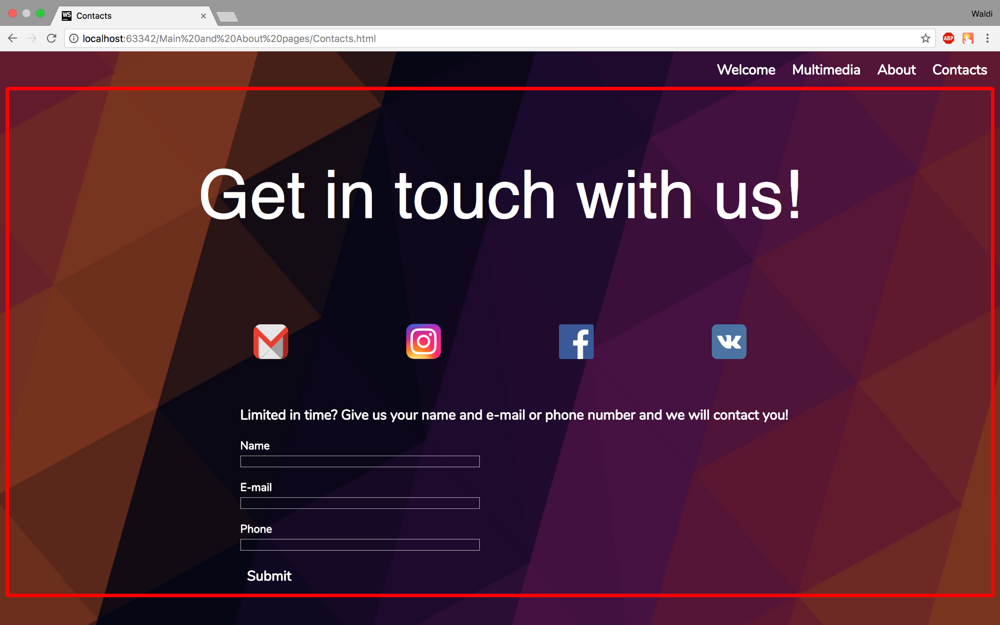 WS Contacts
Waldi
localhost:63342/Main%20and%20About%20pages/Contacts.html
ABP
Welcome Multimedia About Contacts
Get in touch with us!
Limited in time? Give us your name and e-mail or phone number and we will contact you!
Name
E-mail
Phone
Submit